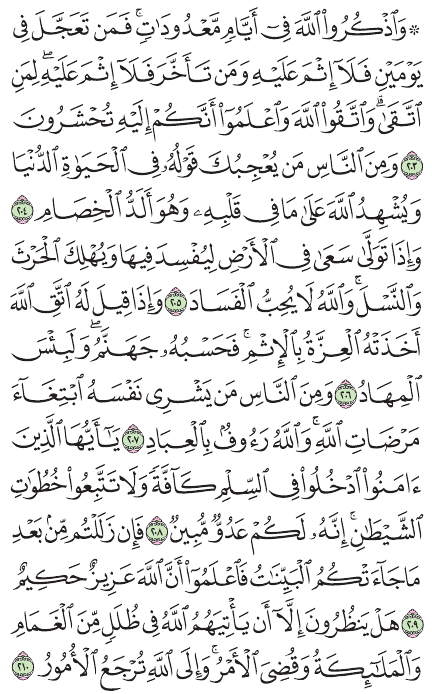 ۞ وَٱذۡكُرُواْ ٱللَّهَ فِيٓ أَيَّامٖ مَّعۡدُودَٰتٖۚ فَمَن تَعَجَّلَ فِي
يَوۡمَيۡنِ فَلَآ إِثۡمَ عَلَيۡهِ وَمَن تَأَخَّرَ فَلَآ إِثۡمَ عَلَيۡهِۖ لِمَنِ
ٱتَّقَىٰۗ وَٱتَّقُواْ ٱللَّهَ وَٱعۡلَمُوٓاْ أَنَّكُمۡ إِلَيۡهِ تُحۡشَرُونَ
٢٠٣ وَمِنَ ٱلنَّاسِ مَن يُعۡجِبُكَ قَوۡلُهُۥ فِي ٱلۡحَيَوٰةِ ٱلدُّنۡيَا
وَيُشۡهِدُ ٱللَّهَ عَلَىٰ مَا فِي قَلۡبِهِۦ وَهُوَ أَلَدُّ ٱلۡخِصَامِ ٢٠٤
وَإِذَا تَوَلَّىٰ سَعَىٰ فِي ٱلۡأَرۡضِ لِيُفۡسِدَ فِيهَا وَيُهۡلِكَ ٱلۡحَرۡثَ
وَٱلنَّسۡلَۚ وَٱللَّهُ لَا يُحِبُّ ٱلۡفَسَادَ ٢٠٥ وَإِذَا قِيلَ لَهُ ٱتَّقِ ٱللَّهَ
أَخَذَتۡهُ ٱلۡعِزَّةُ بِٱلۡإِثۡمِۚ فَحَسۡبُهُۥ جَهَنَّمُۖ وَلَبِئۡسَ
ٱلۡمِهَادُ ٢٠٦ وَمِنَ ٱلنَّاسِ مَن يَشۡرِي نَفۡسَهُ ٱبۡتِغَآءَ
مَرۡضَاتِ ٱللَّهِۚ وَٱللَّهُ رَءُوفُۢ بِٱلۡعِبَادِ ٢٠٧ يَٰٓأَيُّهَا ٱلَّذِينَ
ءَامَنُواْ ٱدۡخُلُواْ فِي ٱلسِّلۡمِ كَآفَّةٗ وَلَا تَتَّبِعُواْ خُطُوَٰتِ
ٱلشَّيۡطَٰنِۚ إِنَّهُۥ لَكُمۡ عَدُوّٞ مُّبِينٞ ٢٠٨ فَإِن زَلَلۡتُم مِّنۢ بَعۡدِ
مَا جَآءَتۡكُمُ ٱلۡبَيِّنَٰتُ فَٱعۡلَمُوٓاْ أَنَّ ٱللَّهَ عَزِيزٌ حَكِيمٌ
٢٠٩ هَلۡ يَنظُرُونَ إِلَّآ أَن يَأۡتِيَهُمُ ٱللَّهُ فِي ظُلَلٖ مِّنَ ٱلۡغَمَامِ
وَٱلۡمَلَٰٓئِكَةُ وَقُضِيَ ٱلۡأَمۡرُۚ وَإِلَى ٱللَّهِ تُرۡجَعُ ٱلۡأُمُورُ ٢١٠